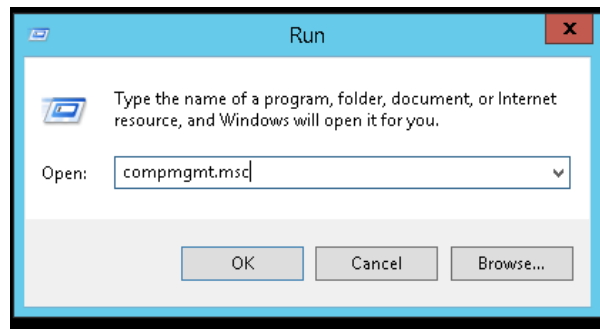 Run
x
Type the name of a program, folder, document, or Internet
resource, and Windows will open it for you.
Open: compmgmt.msc
OK Cancel Browse...